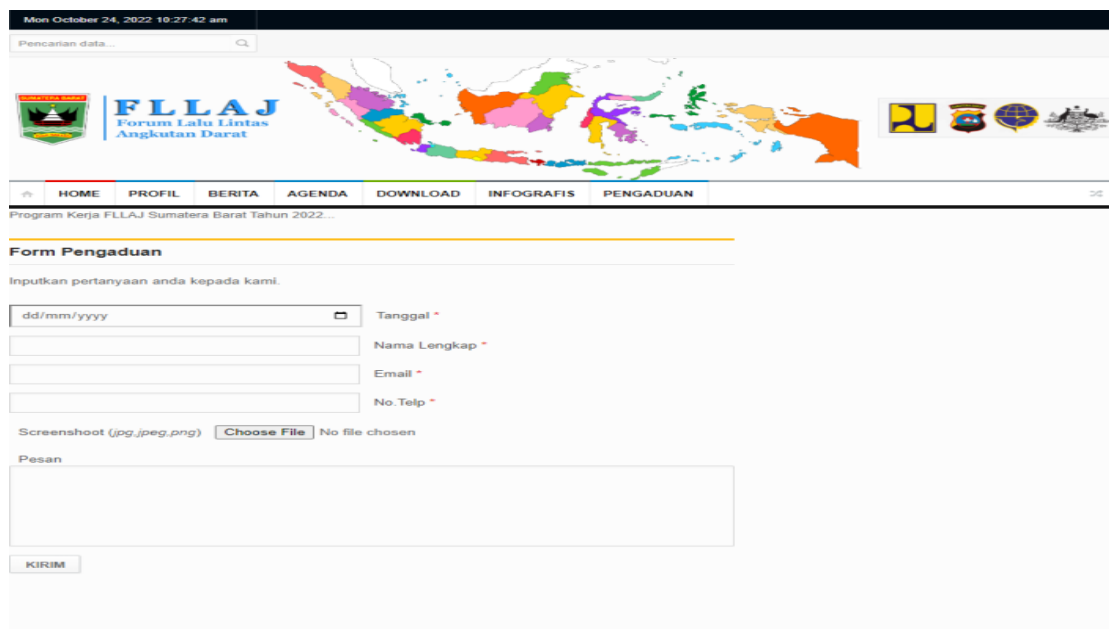 Mon October 24, 2022 10:27:42 am
Pencarian data...
SUMATERA BARAT
FLLAJ
Forum Lalu Lintas
Angkutan Darat
HOME PROFIL BERITA AGENDA DOWNLOAD INFOGRAFIS PENGADUAN
Program Kerja FLLAJ Sumatera Barat Tahun 2022...
Form Pengaduan
Inputkan pertanyaan anda kepada kami.
dd/mm/yyyy Tanggal *
Nama Lengkap *
Email *
No.Telp *
Screenshoot (jpg,jpeg,png) Choose File No file chosen
Pesan
KIRIM